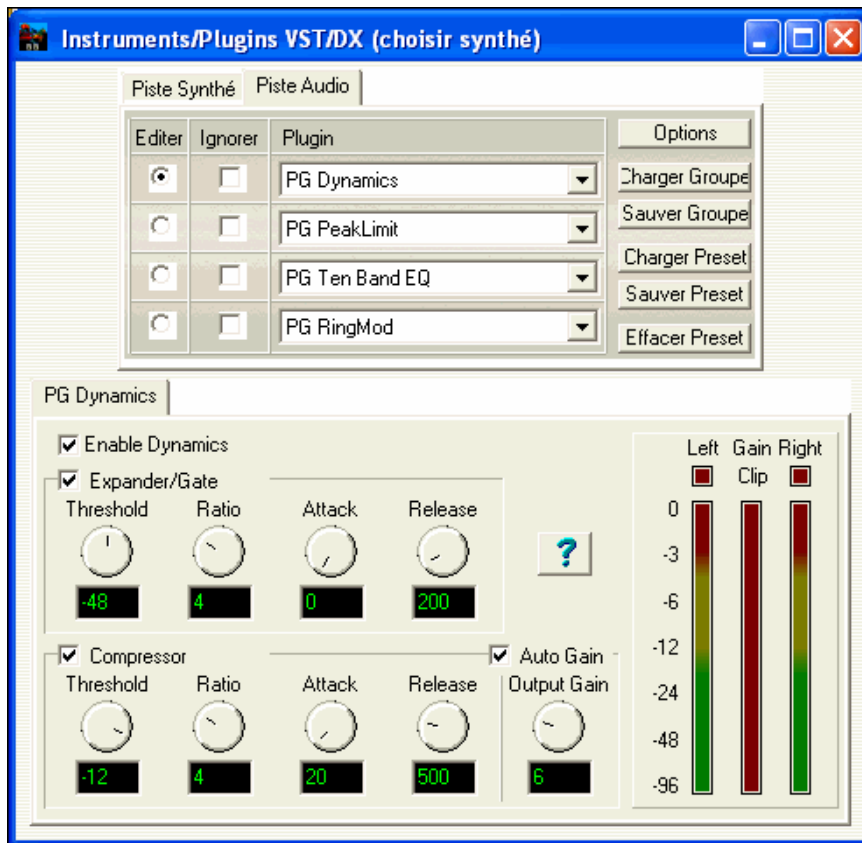 Instruments/Plugins VST/DX (choisir synthé)
Piste Synthé Piste Audio
Editer Ignorer Plugin Options
PG Dynamics Charger Groupe
PG PeakLimit Sauver Groupe
PG Ten Band EQ Charger Preset
Sauver Preset
PG RingMod Effacer Preset
PG Dynamics
Enable Dynamics
Expander/Gate
Threshold Ratio Attack Release
-48 4 0 200
?
Compressor Auto Gain
Threshold Ratio Attack Release Output Gain
-12 4 20 500 6
Left Gain Right
Clip
0
-3
-6
-12
-24
-48
-96